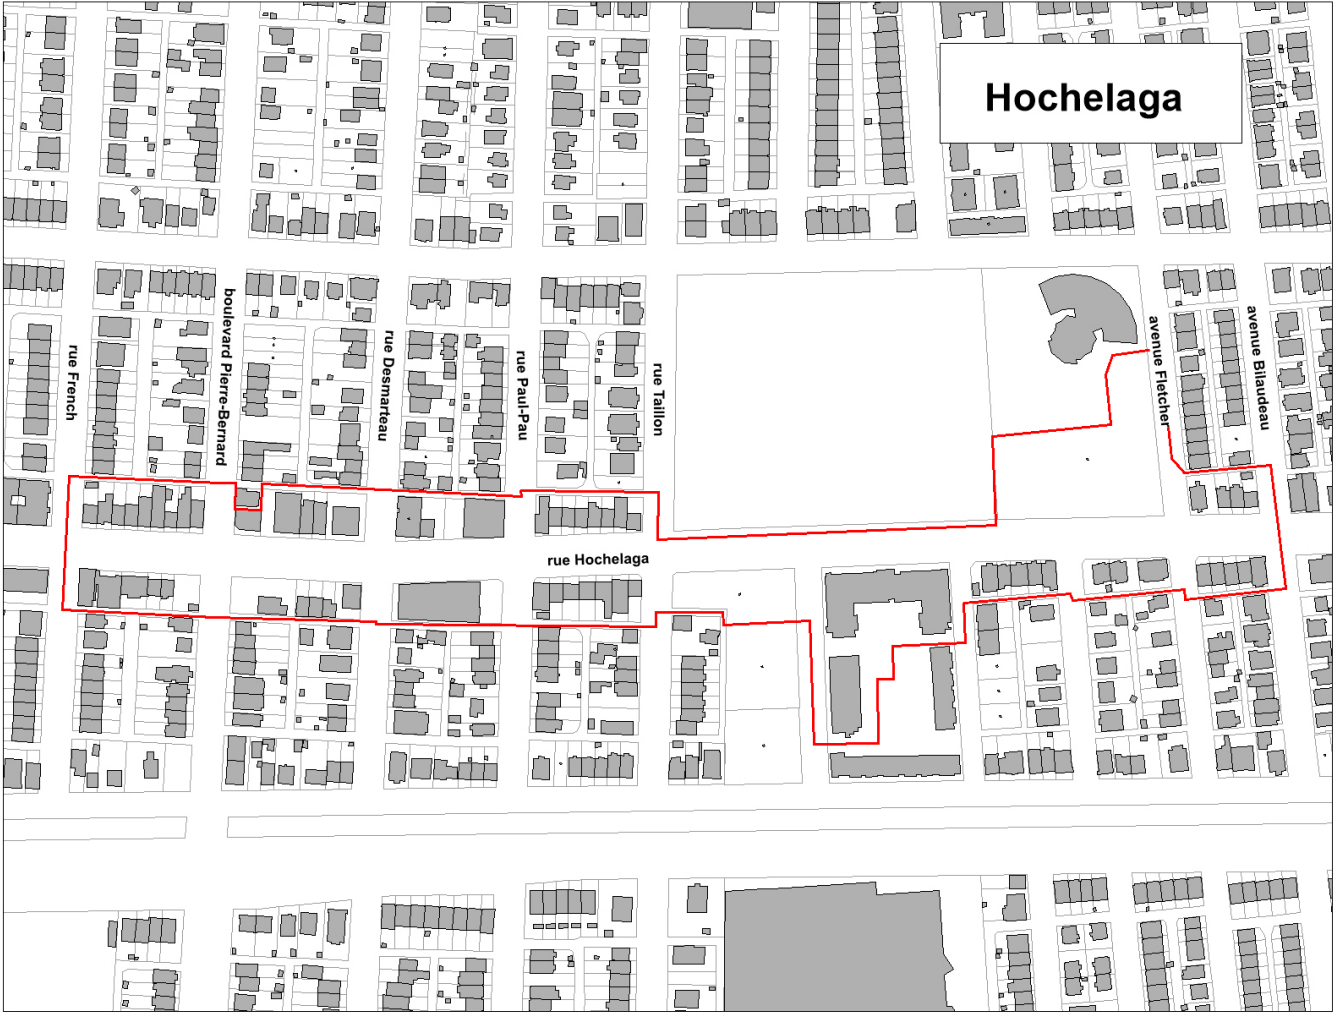 Hochelaga
rue French
boulevard Pierre-Bernard
rue Desmarteau
rue Paul-Pau
rue Taillon
avenue Fletcher
avenue Bilaudeau
rue Hochelaga